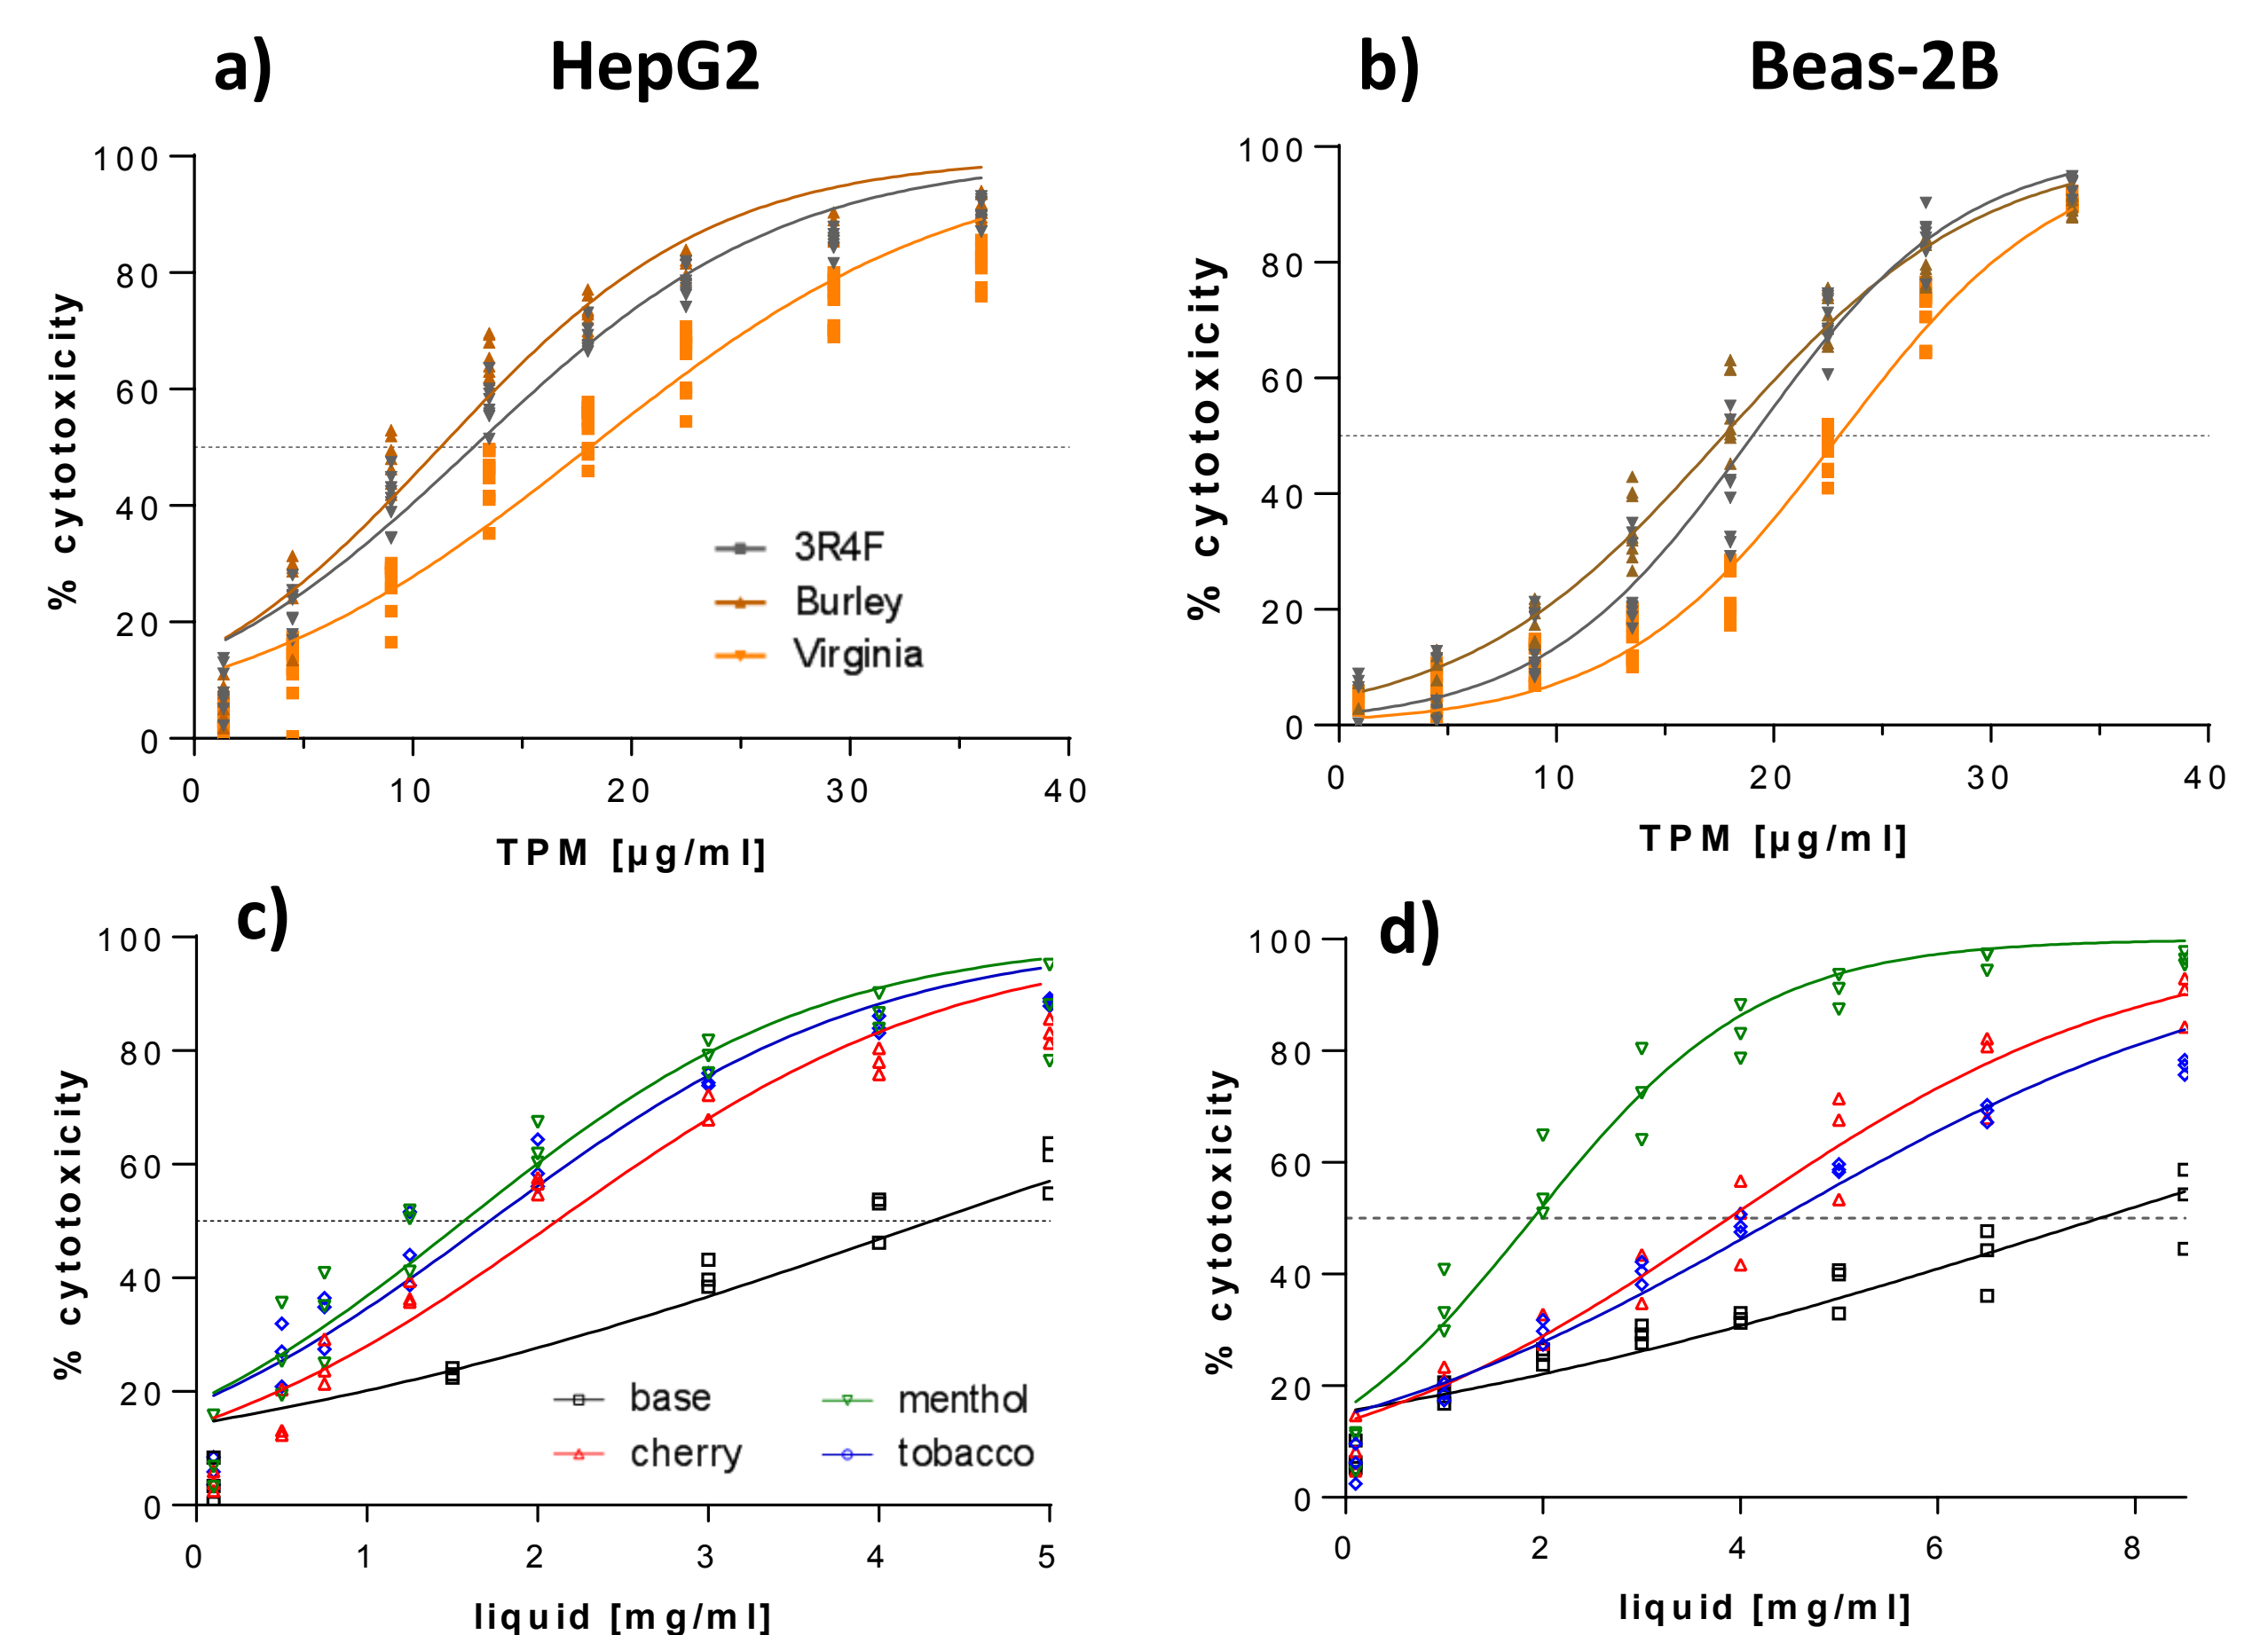 a) HepG2
b) Beas-2B
100
80
60
40
20
0
% cytotoxicity
3R4F
Burley
Virginia
0 10 20 30 40
TPM [µg/ml]
100
80
60
40
20
0
% cytotoxicity
0 10 20 30 40
TPM [µg/ml]
c)
100
80
60
40
20
0
% cytotoxicity
base menthol
cherry tobacco
0 1 2 3 4 5
liquid [mg/ml]
d)
100
80
60
40
20
0
% cytotoxicity
0 2 4 6 8
liquid [mg/ml]